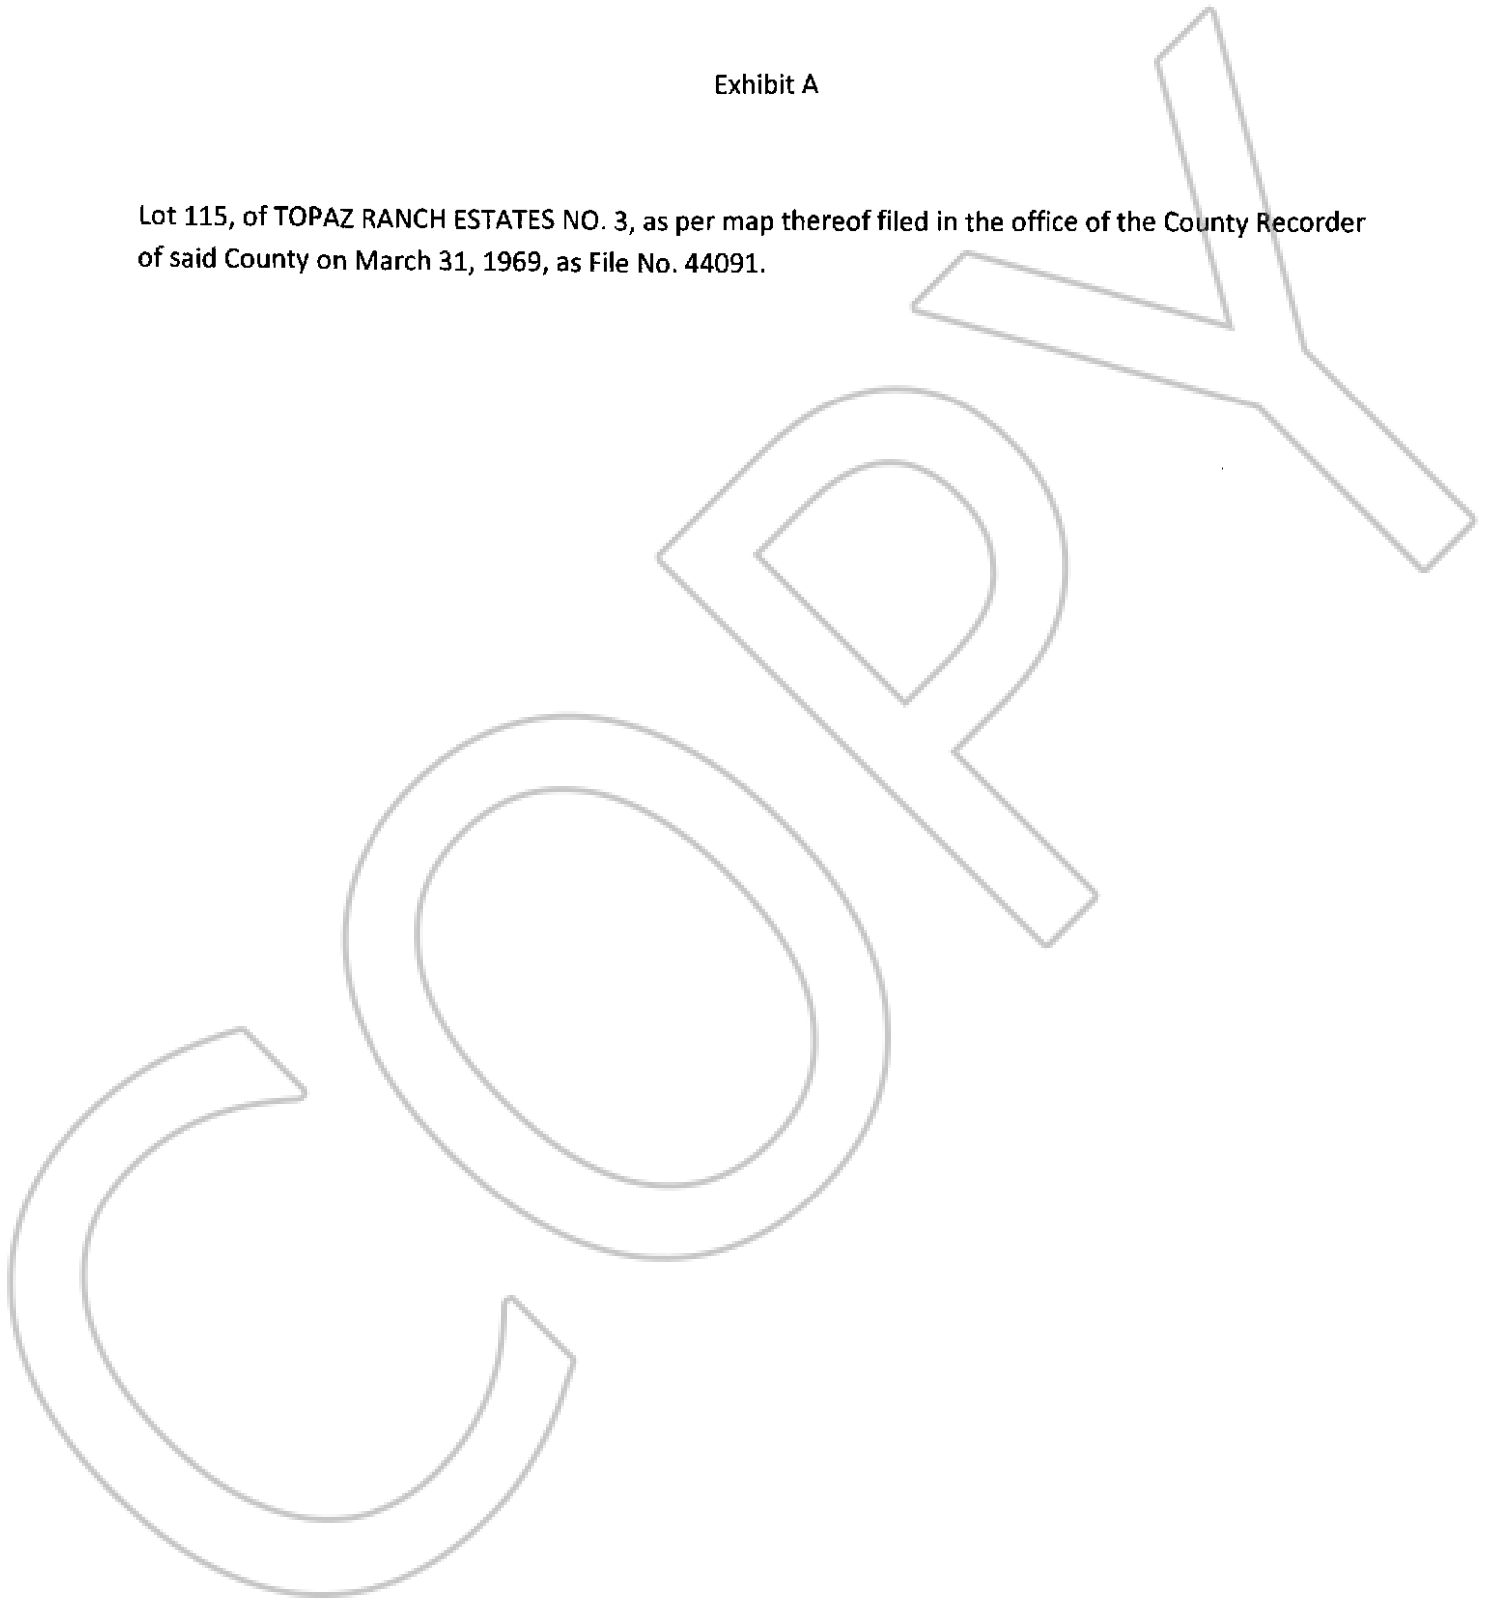 Exhibit A
Lot 115, of TOPAZ RANCH ESTATES NO. 3, as per map thereof filed in the office of the County Recorder
of said County on March 31, 1969, as File No. 44091.
COPY